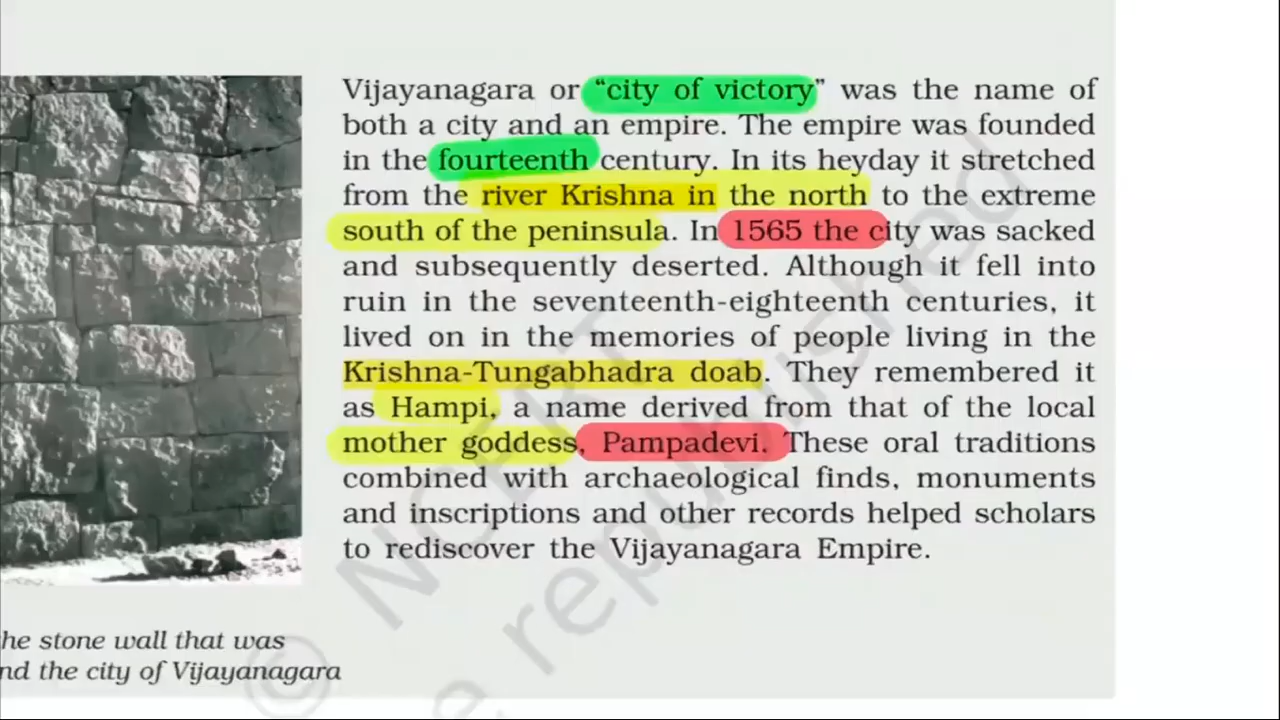 Vijayanagara or “city of victory” was the name of
both a city and an empire. The empire was founded
in the fourteenth century. In its heyday it stretched
from the river Krishna in the north to the extreme
south of the peninsula. In 1565 the city was sacked
and subsequently deserted. Although it fell into
ruin in the seventeenth-eighteenth centuries, it
lived on in the memories of people living in the
Krishna-Tungabhadra doab. They remembered it
as Hampi, a name derived from that of the local
mother goddess, Pampadevi. These oral traditions
combined with archaeological finds, monuments
and inscriptions and other records helped scholars
to rediscover the Vijayanagara Empire.
he stone wall that was
nd the city of Vijayanagara
© NCERT
republished